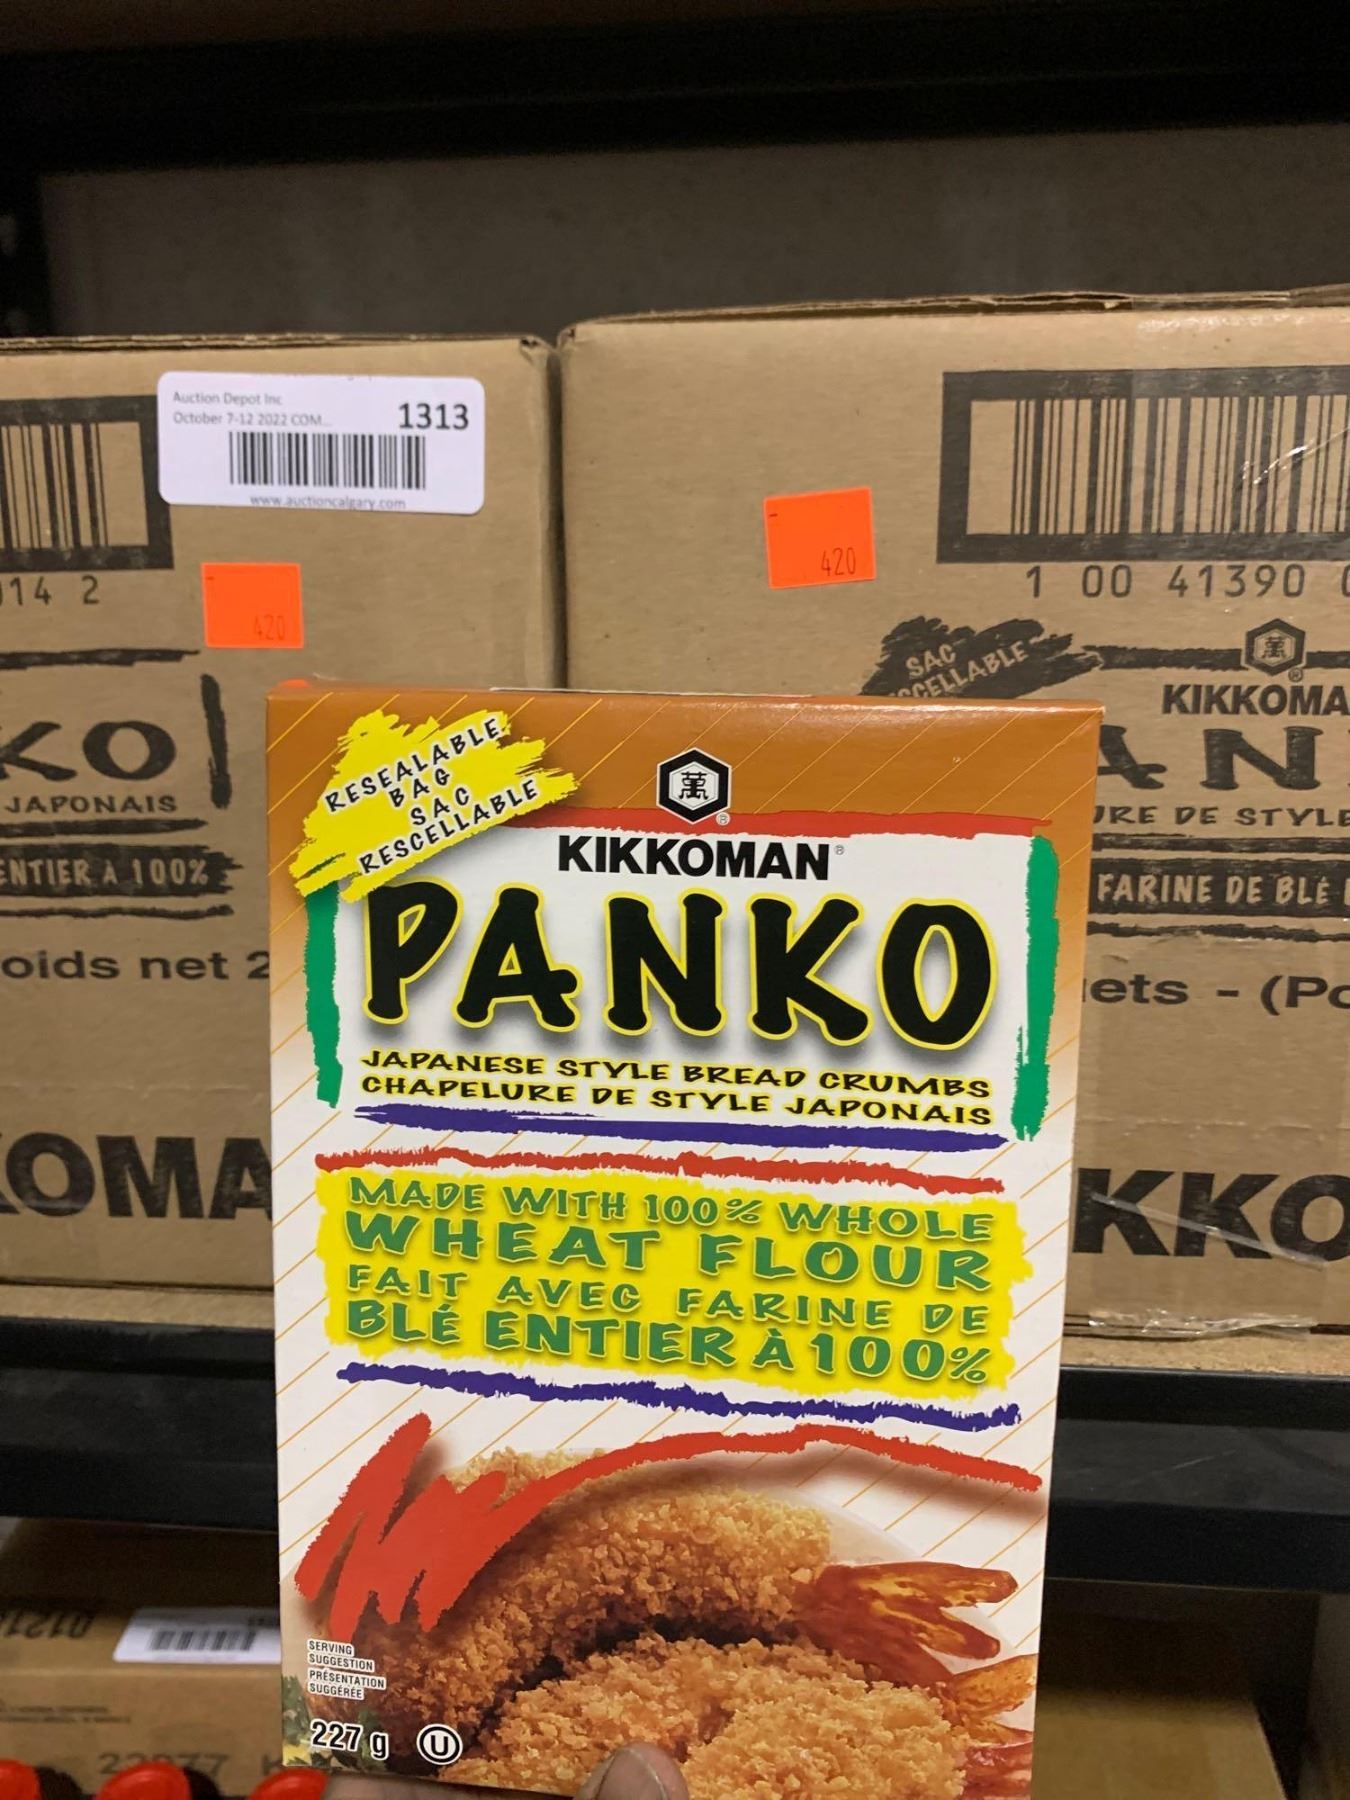 Auction Depot Inc
October 7-12 2022 COM...
1313
www.auctioncalgary.com
14 2
420
420
1 00 41390
SAC
KIKKOMA
AN
DE STYLE
FARINE DE BLÉ
ets - (Po
KKO
KO
JAPONAIS
ENTIER À 100%
oids net 2
KOMA
RESEALABLE
BAG
SAC
RESCELLABLE
萬
KIKKOMAN®
PANKO
JAPANESE STYLE BREAD CRUMBS
CHAPELURE DE STYLE JAPONAIS
MADE WITH 100% WHOLE
WHEAT FLOUR
FAIT AVEC FARINE DE
BLÉ ENTIER À 100%
SERVING
SUGGESTION
PRÉSENTATION
SUGGÉRÉE
227 g
U